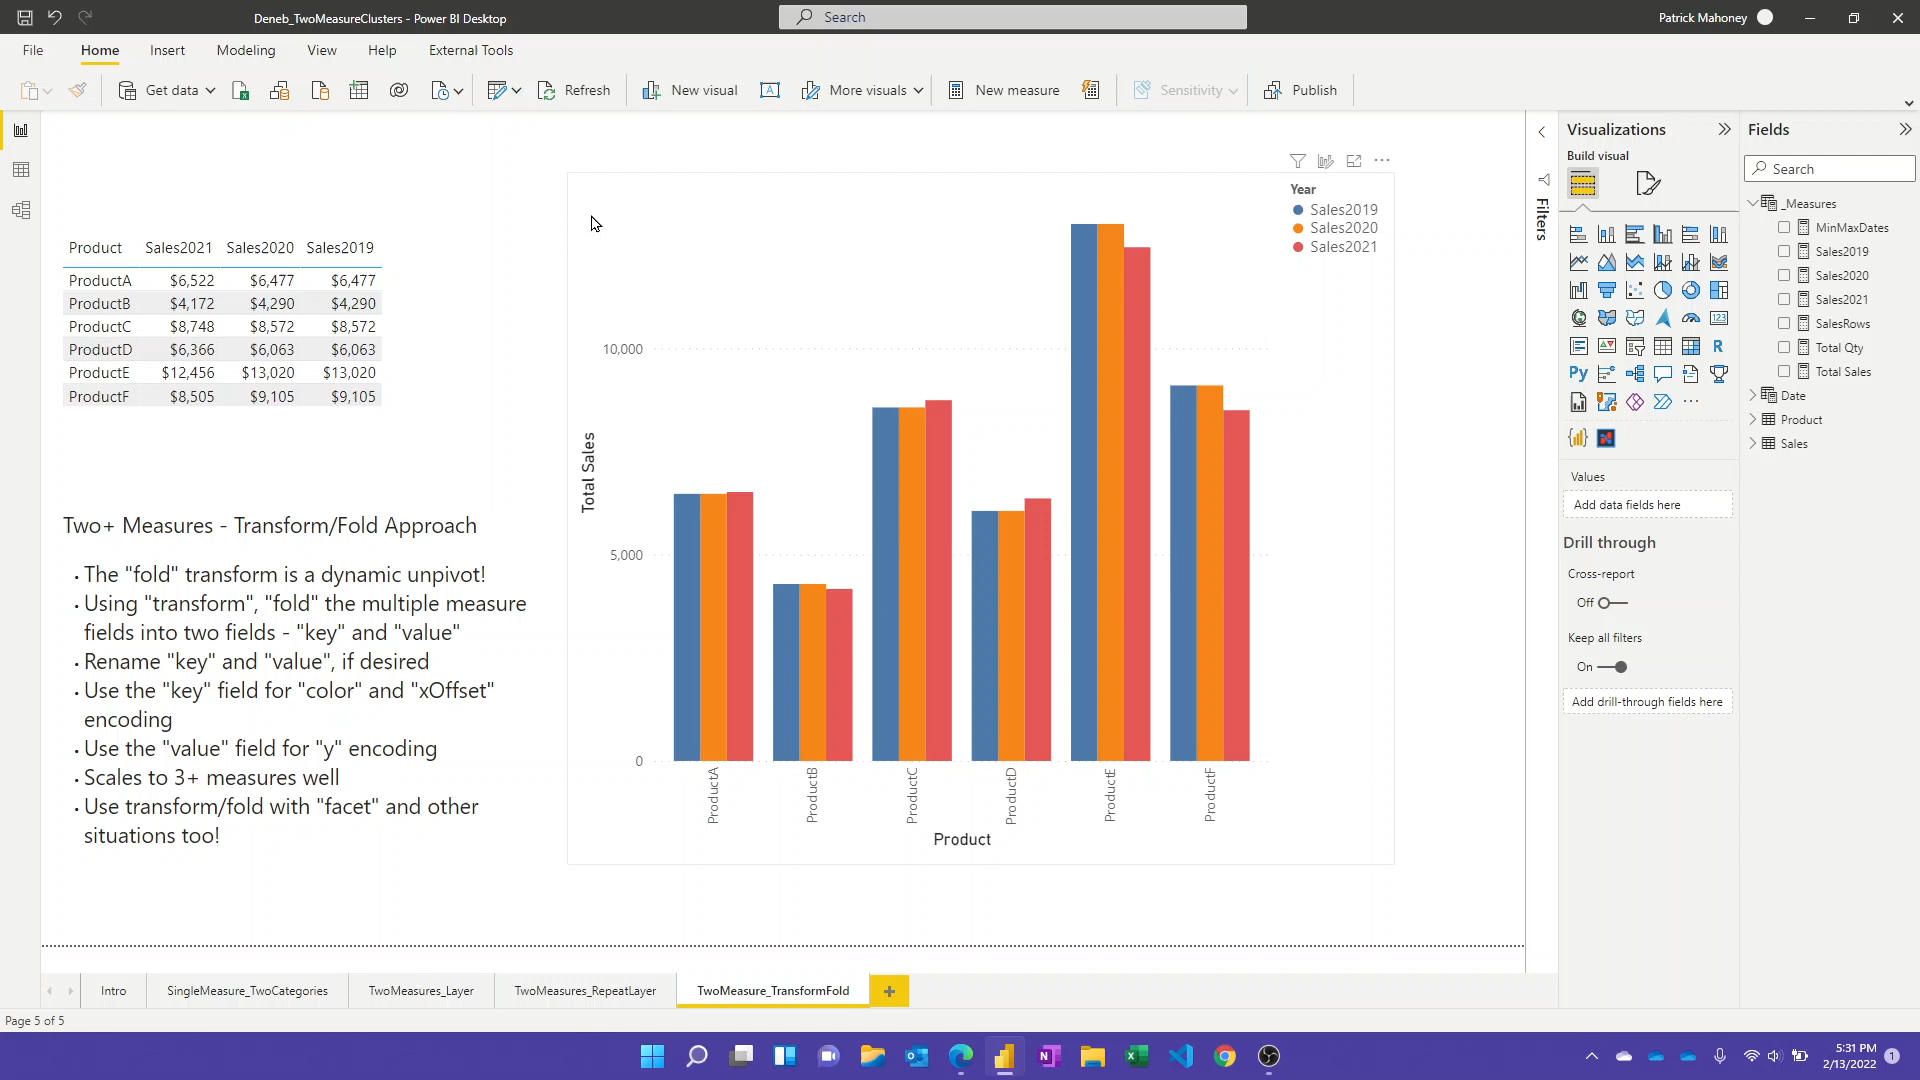 Deneb_TwoMeasureClusters - Power BI Desktop
Search
Patrick Mahoney
File Home Insert Modeling View Help External Tools
Get data
Refresh
New visual
A
More visuals
New measure
Sensitivity
Publish
Product Sales2021 Sales2020 Sales2019
ProductA $6,522 $6,477 $6,477
ProductB $4,172 $4,290 $4,290
ProductC $8,748 $8,572 $8,572
ProductD $6,366 $6,063 $6,063
ProductE $12,456 $13,020 $13,020
ProductF $8,505 $9,105 $9,105
Two+ Measures - Transform/Fold Approach
• The "fold" transform is a dynamic unpivot!
• Using "transform", "fold" the multiple measure
fields into two fields - "key" and "value"
• Rename "key" and "value", if desired
• Use the "key" field for "color" and "xOffset"
encoding
• Use the "value" field for "y" encoding
• Scales to 3+ measures well
• Use transform/fold with "facet" and other
situations too!
Year
Sales2019
Sales2020
Sales2021
Total Sales
10,000
5,000
0
ProductA
ProductB
ProductC
ProductD
ProductE
ProductF
Product
Filters
Visualizations
Build visual
123
R
Py
Values
Add data fields here
Drill through
Cross-report
Off
Keep all filters
On
Add drill-through fields here
Fields
Search
_Measures
MinMaxDates
Sales2019
Sales2020
Sales2021
SalesRows
Total Qty
Total Sales
Date
Product
Sales
Intro
SingleMeasure_TwoCategories
TwoMeasures_Layer
TwoMeasures_RepeatLayer
TwoMeasure_TransformFold
+
Page 5 of 5
N
5:31 PM
2/13/2022
1